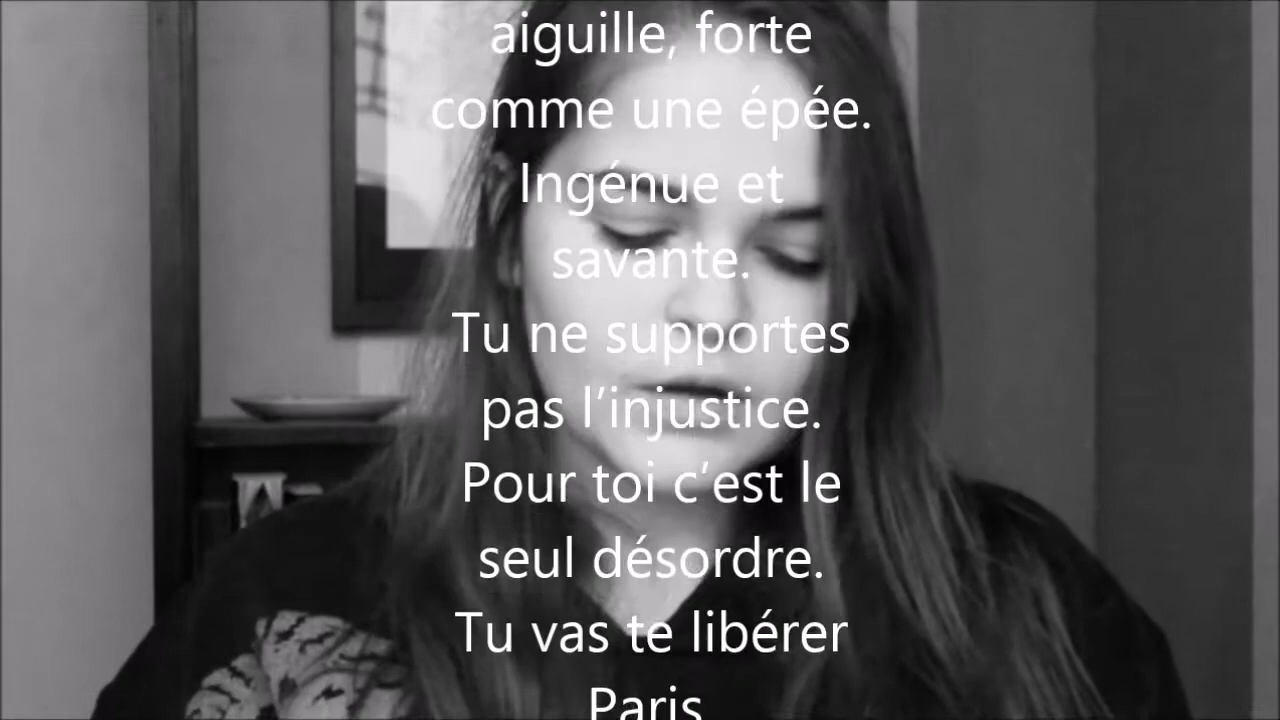 aiguille, forte
comme une épée.
Ingénue et
savante.
Tu ne supportes
pas l’injustice.
Pour toi c’est le
seul désordre.
Tu vas te libérer
Paris